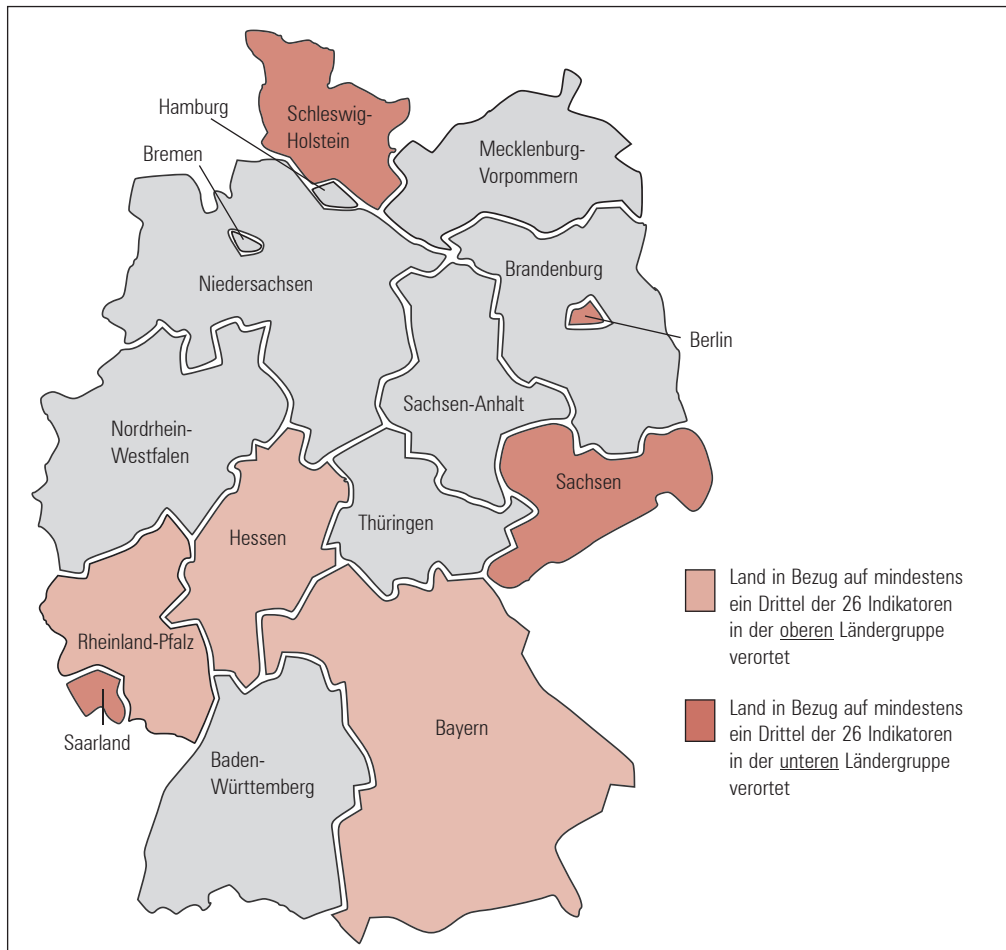 Hamburg
Schleswig-
Holstein
Bremen
Mecklenburg-
Vorpommern
Niedersachsen
Brandenburg
Berlin
Sachsen-Anhalt
Nordrhein-
Westfalen
Sachsen
Thüringen
Hessen
Rheinland-Pfalz
Saarland
Bayern
Baden-
Württemberg
Land in Bezug auf mindestens
ein Drittel der 26 Indikatoren
in der oberen Ländergruppe
verortet
Land in Bezug auf mindestens
ein Drittel der 26 Indikatoren
in der unteren Ländergruppe
verortet